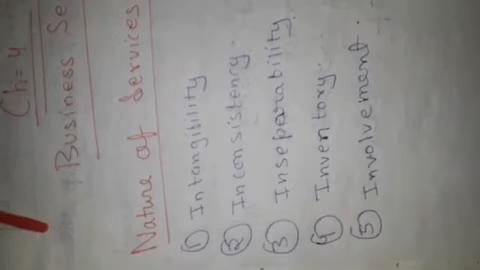 Ch= 4
Business Se
Nature of Services
① Intangibility
② Inconsistency.
③ Inseparability
④ Inventory.
⑤ Involvement.